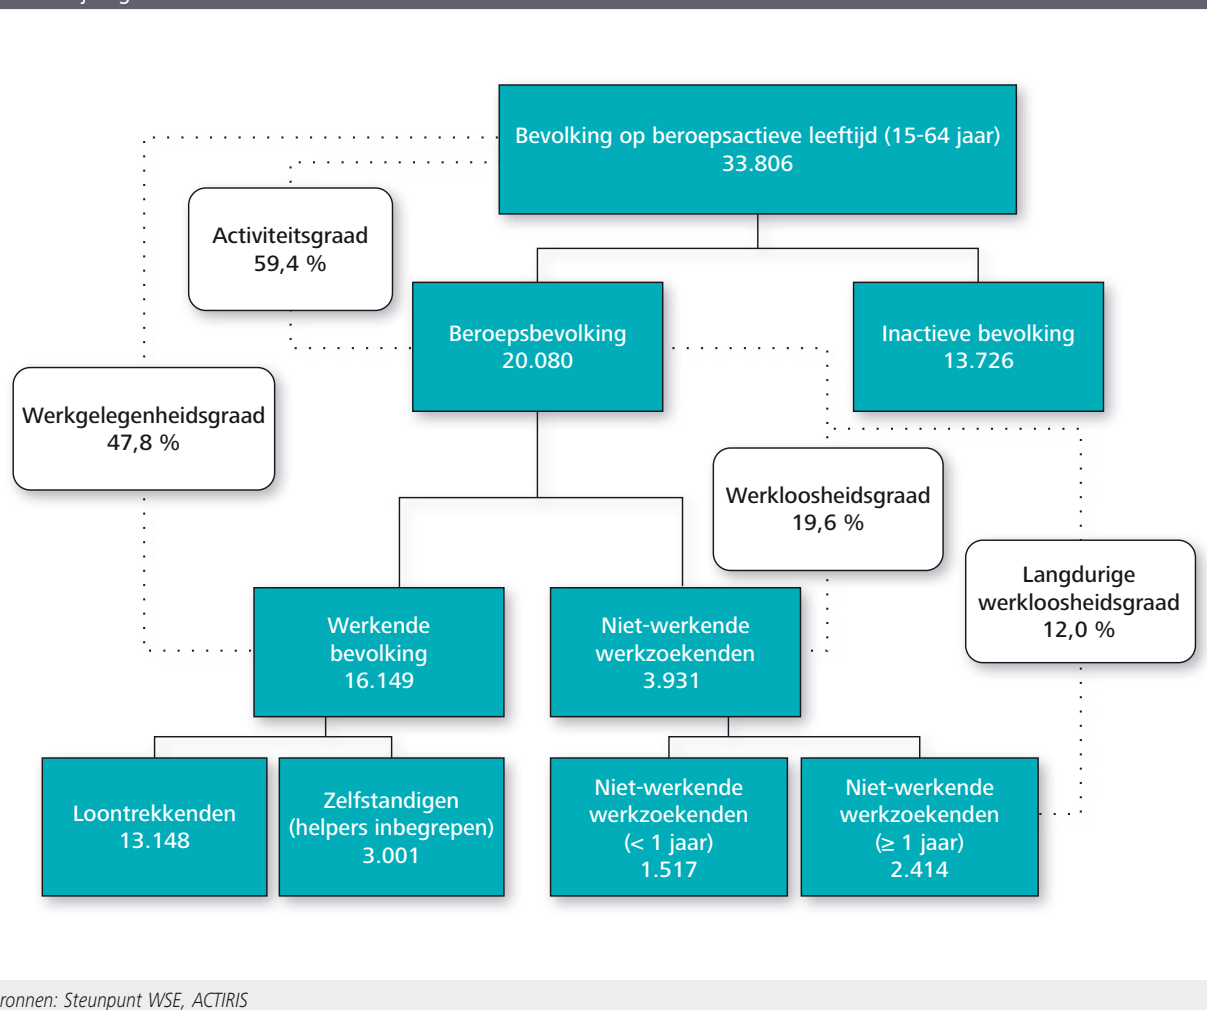 Bevolking op beroepsactieve leeftijd (15-64 jaar)
33.806
Activiteitsgraad
59,4 %
Beroepsbevolking
20.080
Inactieve bevolking
13.726
Werkgelegenheidsgraad
47,8 %
Werkloosheidsgraad
19,6 %
Langdurige
werkloosheidsgraad
12,0 %
Werkende
bevolking
16.149
Niet-werkende
werkzoekenden
3.931
Loontrekkenden
13.148
Zelfstandigen
(helpers inbegrepen)
3.001
Niet-werkende
werkzoekenden
(< 1 jaar)
1.517
Niet-werkende
werkzoekenden
(≥ 1 jaar)
2.414
ronnen: Steunpunt WSE, ACTIRIS